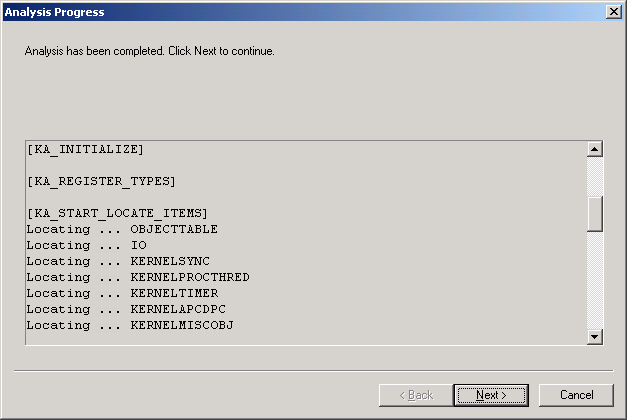 Analysis Progress
Analysis has been completed. Click Next to continue.
[KA_INITIALIZE]
[KA_REGISTER_TYPES]
[KA_START_LOCATE_ITEMS]
Locating ... OBJECTTABLE
Locating ... IO
Locating ... KERNELSYNC
Locating ... KERNELPROCTHRED
Locating ... KERNELTIMER
Locating ... KERNELAPCDPC
Locating ... KERNELMISCOBJ
< Back Next > Cancel